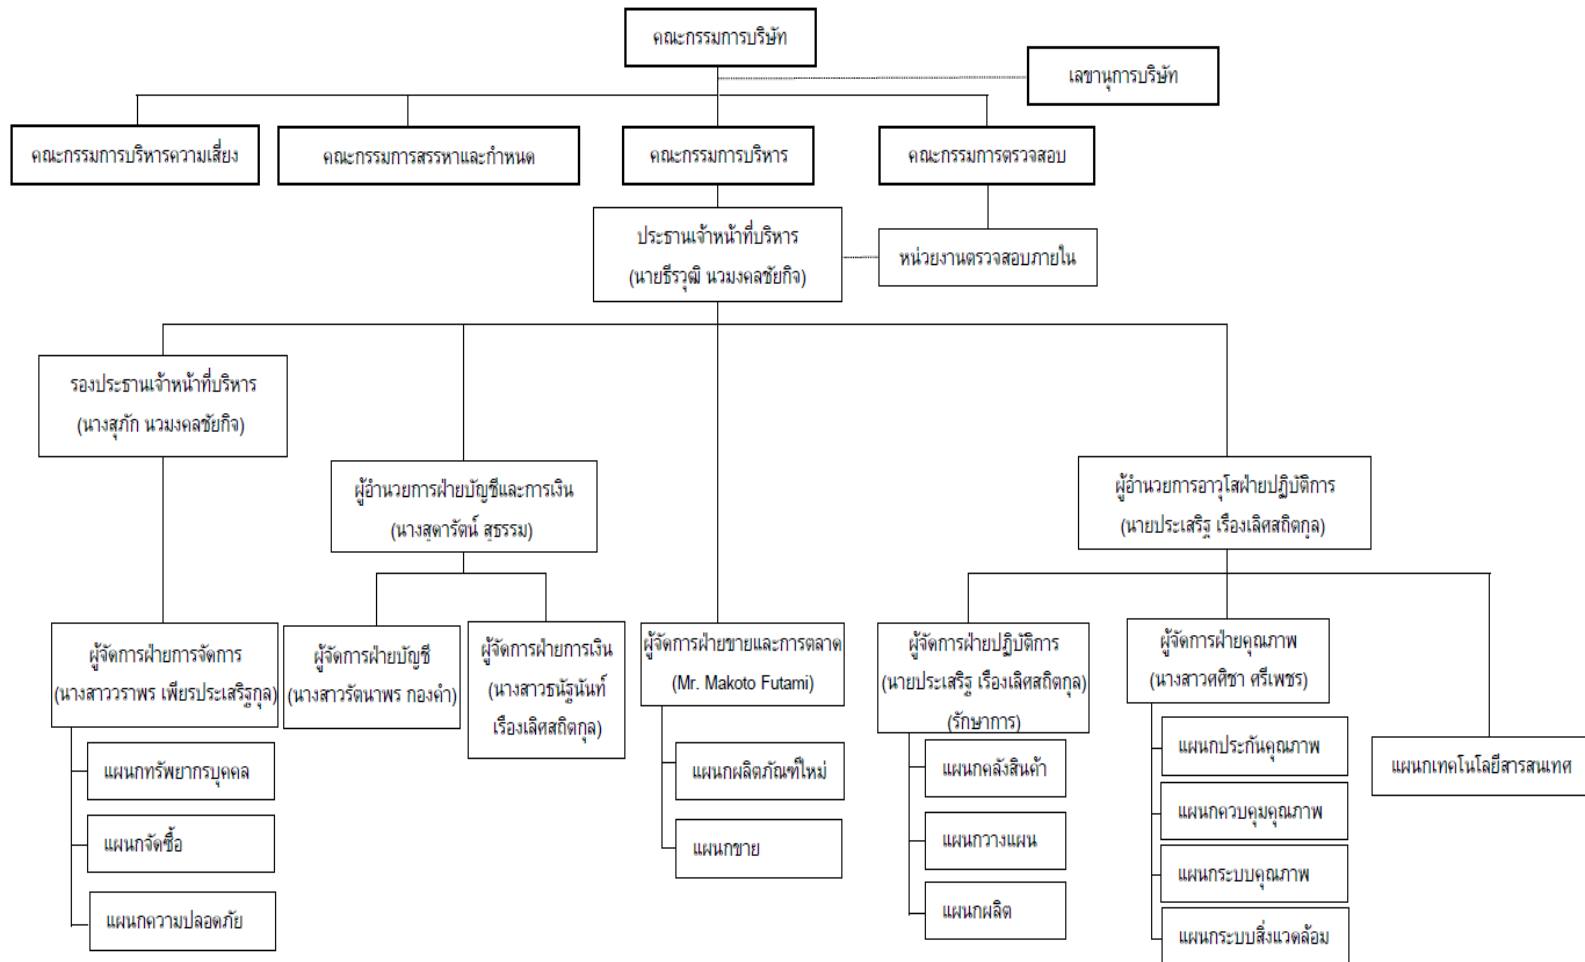 คณะกรรมการบริษัท
เลขานุการบริษัท
คณะกรรมการบริหารความเสี่ยง
คณะกรรมการสรรหาและกำหนด
คณะกรรมการบริหาร
คณะกรรมการตรวจสอบ
ประธานเจ้าหน้าที่บริหาร
(นายธีรวุฒิ นวมงคลชัยกิจ)
หน่วยงานตรวจสอบภายใน
รองประธานเจ้าหน้าที่บริหาร
(นางสุภัก นวมงคลชัยกิจ)
ผู้อำนวยการฝ่ายบัญชีและการเงิน
(นางสุดารัตน์ สุธรรม)
ผู้อำนวยการอาวุโสฝ่ายปฏิบัติการ
(นายประเสริฐ เรืองเลิศสถิตกุล)
ผู้จัดการฝ่ายการจัดการ
(นางสาววราพร เพียรประเสริฐกุล)
ผู้จัดการฝ่ายบัญชี
(นางสาวรัตนาพร กองคำ)
ผู้จัดการฝ่ายการเงิน
(นางสาวธนัฐนันท์
เรืองเลิศสถิตกุล)
ผู้จัดการฝ่ายขายและการตลาด
(Mr. Makoto Futami)
ผู้จัดการฝ่ายปฏิบัติการ
(นายประเสริฐ เรืองเลิศสถิตกุล)
(รักษาการ)
ผู้จัดการฝ่ายคุณภาพ
(นางสาวศศิชา ศรีเพชร)
แผนกทรัพยากรบุคคล
แผนกจัดซื้อ
แผนกความปลอดภัย
แผนกผลิตภัณฑ์ใหม่
แผนกขาย
แผนกคลังสินค้า
แผนกวางแผน
แผนกผลิต
แผนกประกันคุณภาพ
แผนกควบคุมคุณภาพ
แผนกระบบคุณภาพ
แผนกระบบสิ่งแวดล้อม
แผนกเทคโนโลยีสารสนเทศ